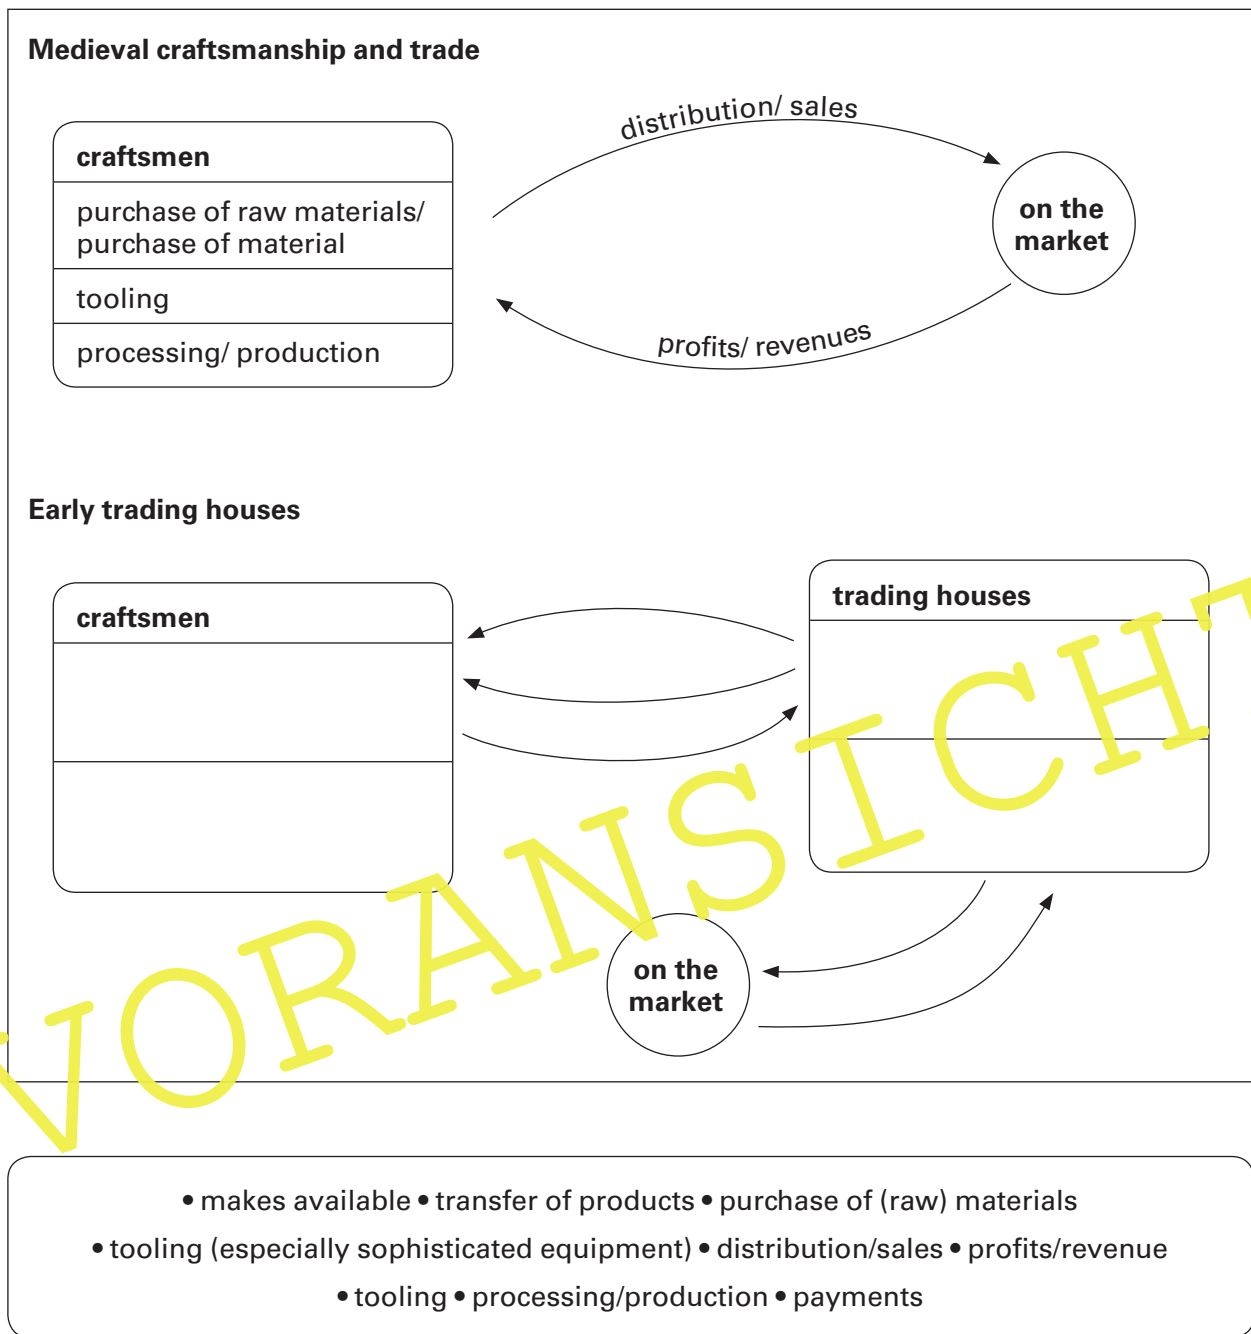 Medieval craftsmanship and trade
craftsmen
purchase of raw materials/
purchase of material
tooling
processing/ production
distribution/ sales
on the
market
profits/ revenues
Early trading houses
craftsmen
trading houses
on the
market
VORANSICHT
• makes available • transfer of products • purchase of (raw) materials
• tooling (especially sophisticated equipment) • distribution/sales • profits/revenue
• tooling • processing/production • payments